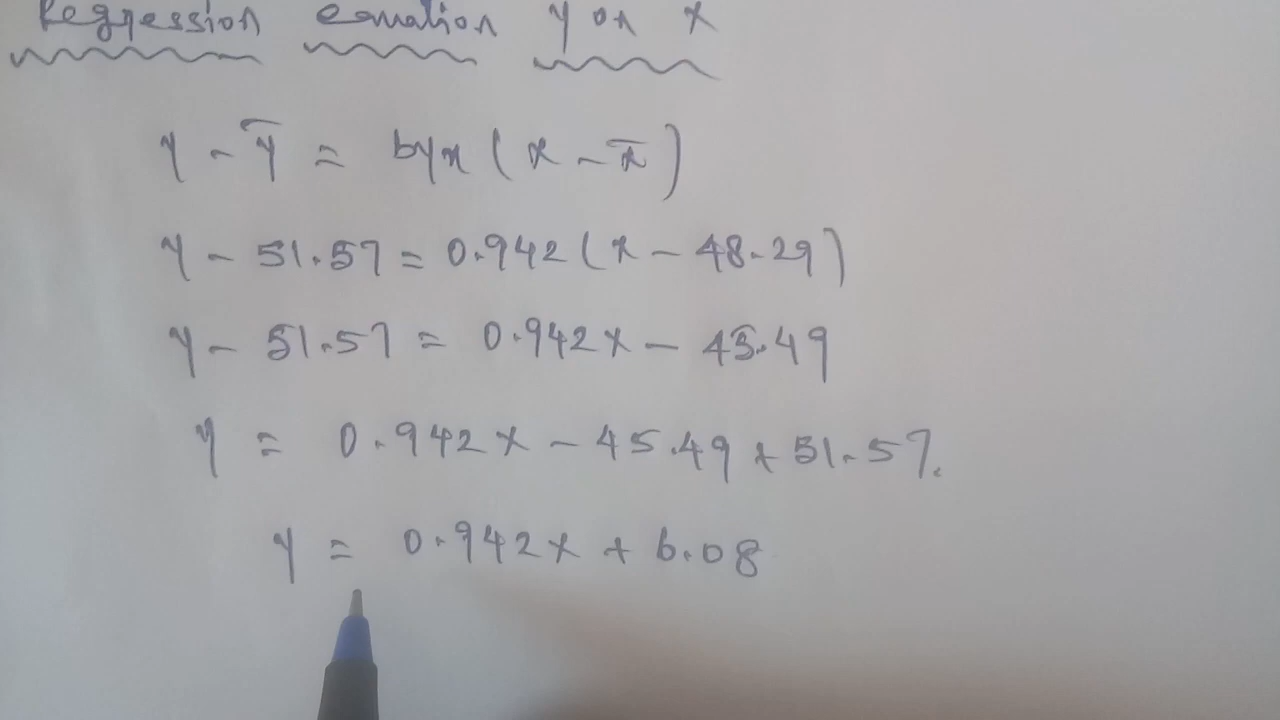 Regression equation y on x
y - ȳ = byx (x - x̄)
y - 51.57 = 0.942 (x - 48.29)
y - 51.57 = 0.942x - 45.49
y = 0.942x - 45.49 + 51.57.
y = 0.942x + 6.08